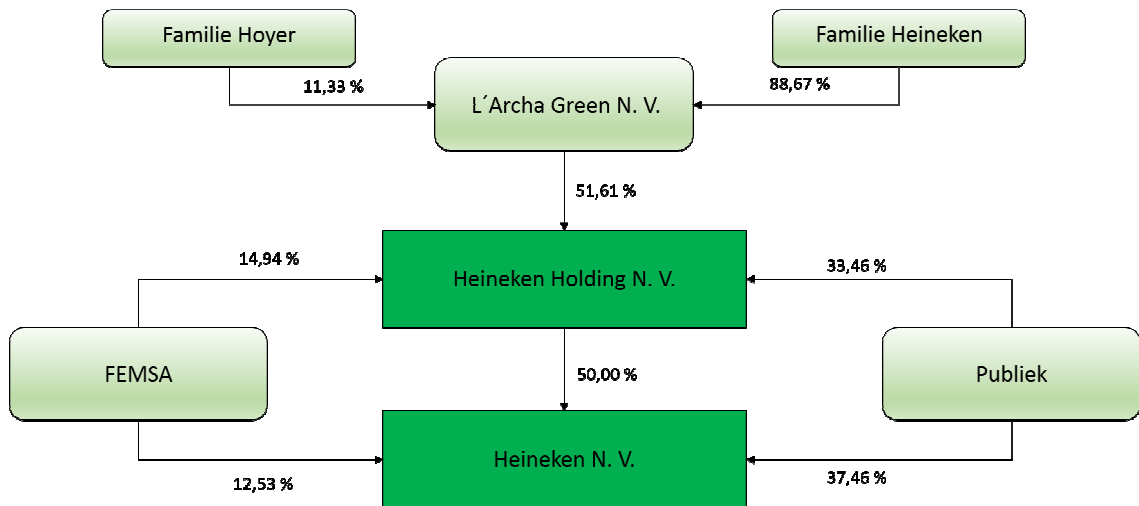 Familie Hoyer
Familie Heineken
11,33 %
88,67 %
L´Archa Green N. V.
51,61 %
14,94 %
33,46 %
Heineken Holding N. V.
FEMSA
50,00 %
Publiek
Heineken N. V.
12,53 %
37,46 %